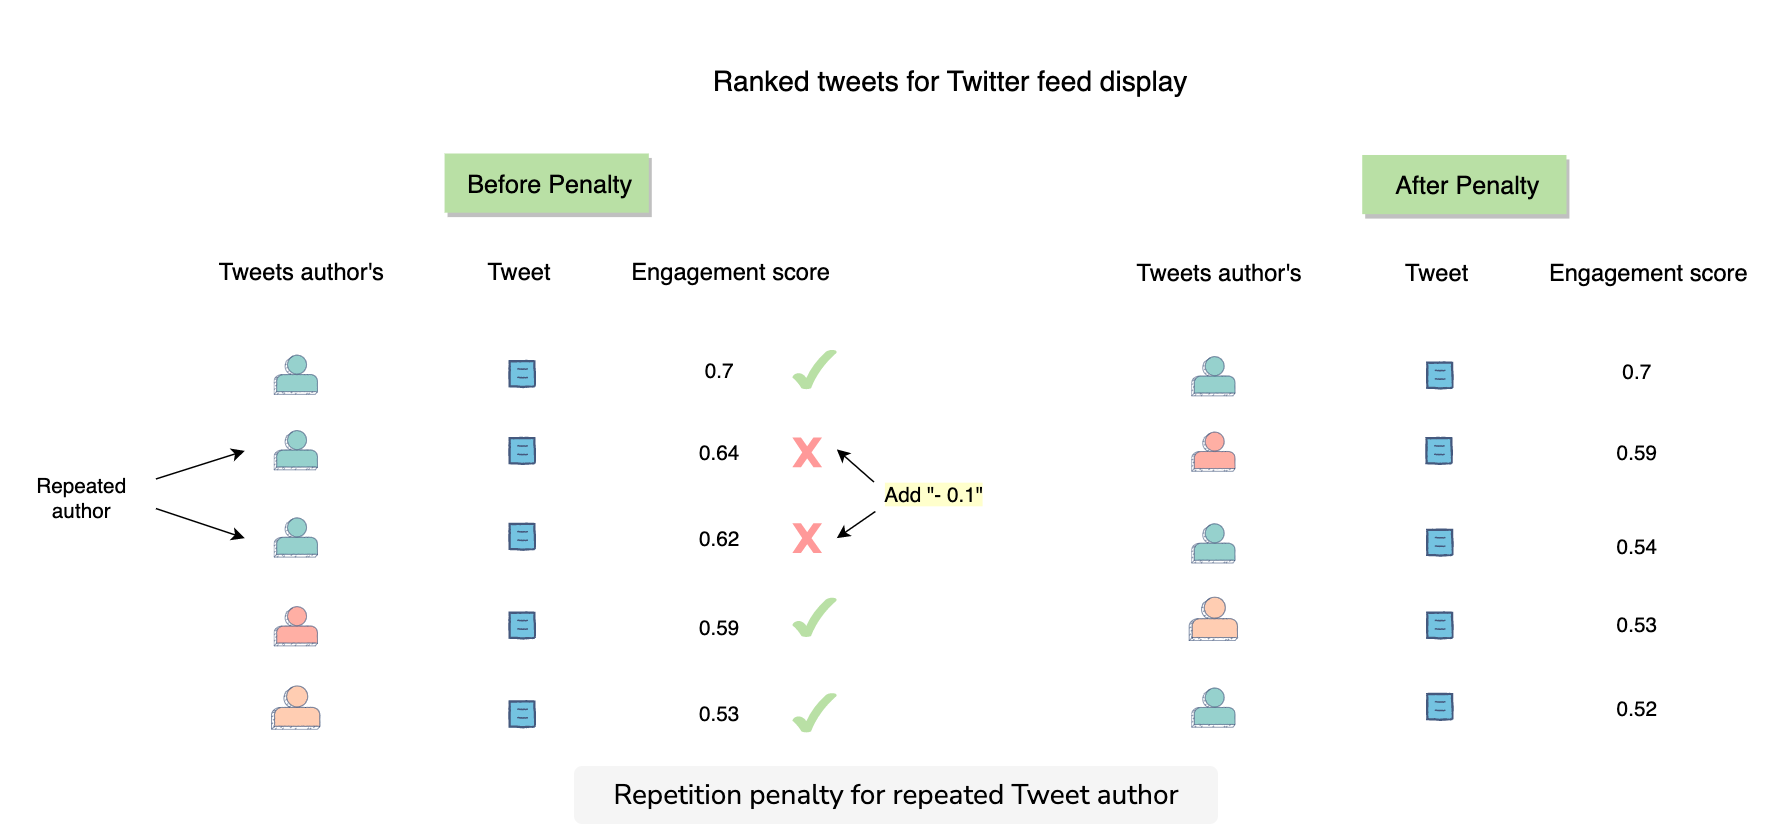 Ranked tweets for Twitter feed display
Before Penalty
After Penalty
Tweets author's
Tweet
Engagement score
Tweets author's
Tweet
Engagement score
0.7
0.7
0.64
0.59
Repeated
author
Add "- 0.1"
0.62
0.54
0.59
0.53
0.53
0.52
Repetition penalty for repeated Tweet author